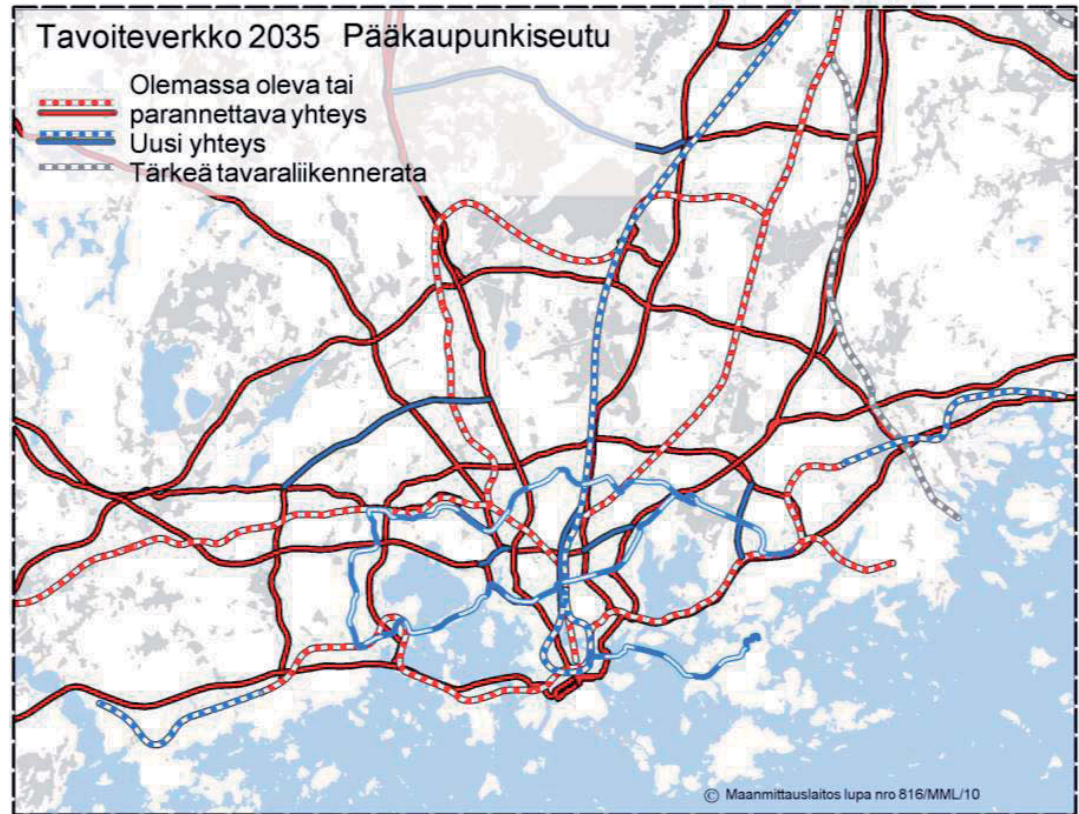 Tavoiteverkko 2035 Pääkaupunkiseutu
Olemassa oleva tai
parannettava yhteys
Uusi yhteys
Tärkeä tavaraliikennerata
© Maanmittauslaitos lupa nro 816/MML/10